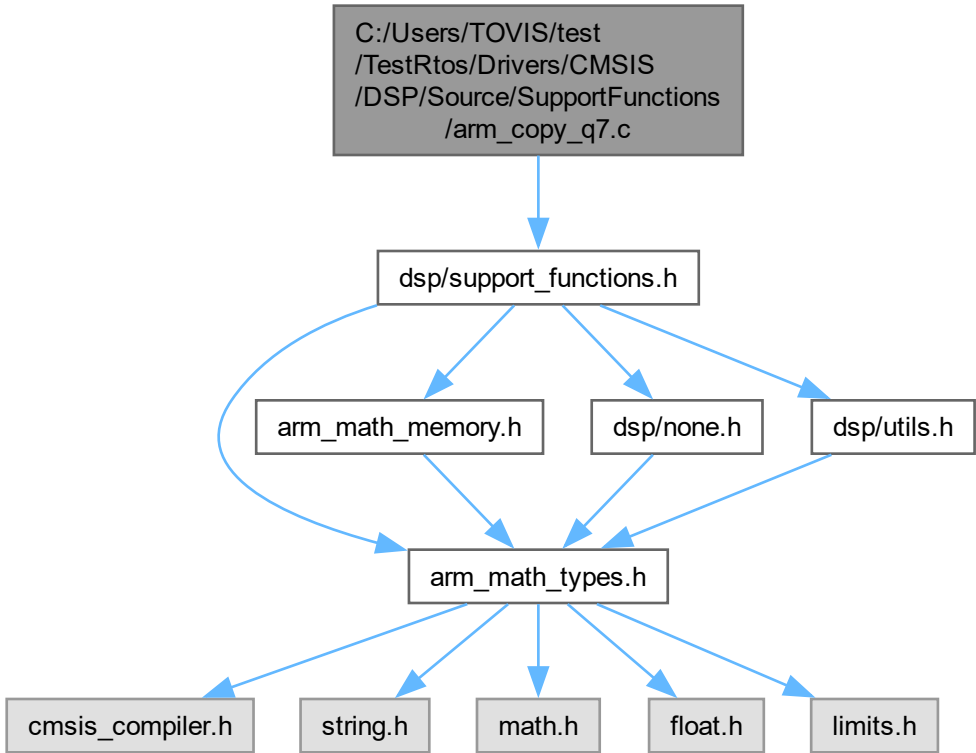 C:/Users/TOVIS/test
/TestRtos/Drivers/CMSIS
/DSP/Source/SupportFunctions
/arm_copy_q7.c
dsp/support_functions.h
arm_math_memory.h
dsp/none.h
dsp/utils.h
arm_math_types.h
cmsis_compiler.h
string.h
math.h
float.h
limits.h